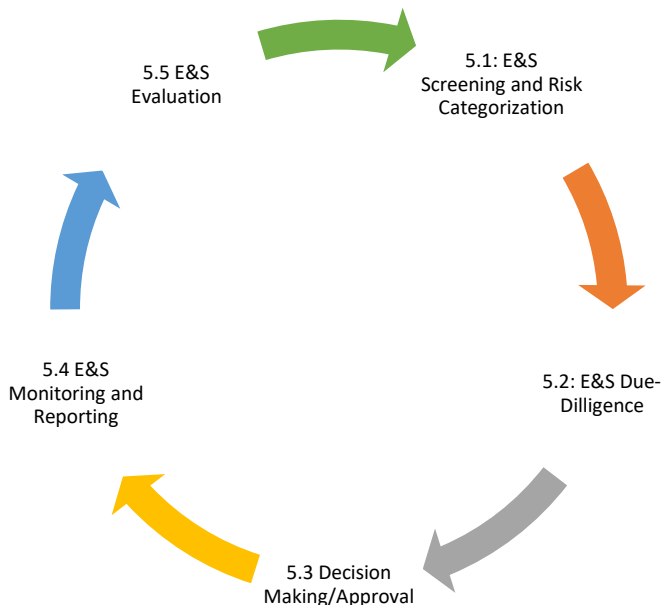 5.1: E&S
Screening and Risk
Categorization
5.2: E&S Due-
Dilligence
5.3 Decision
Making/Approval
5.4 E&S
Monitoring and
Reporting
5.5 E&S
Evaluation